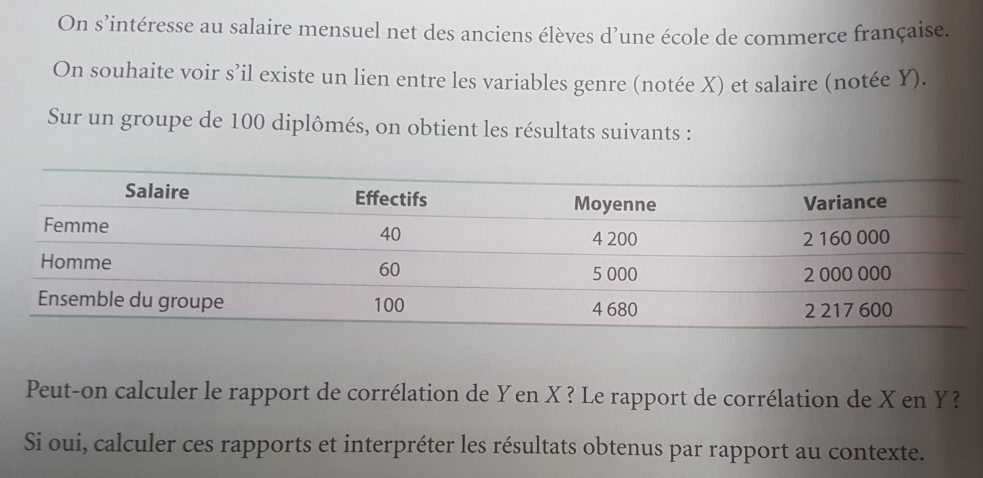 On s'intéresse au salaire mensuel net des anciens élèves d'une école de commerce française.
On souhaite voir s'il existe un lien entre les variables genre (notée X) et salaire (notée Y).
Sur un groupe de 100 diplômés, on obtient les résultats suivants :
Salaire Effectifs Moyenne Variance
Femme 40 4 200 2 160 000
Homme 60 5 000 2 000 000
Ensemble du groupe 100 4 680 2 217 600
Peut-on calculer le rapport de corrélation de Y en X ? Le rapport de corrélation de X en Y ?
Si oui, calculer ces rapports et interpréter les résultats obtenus par rapport au contexte.